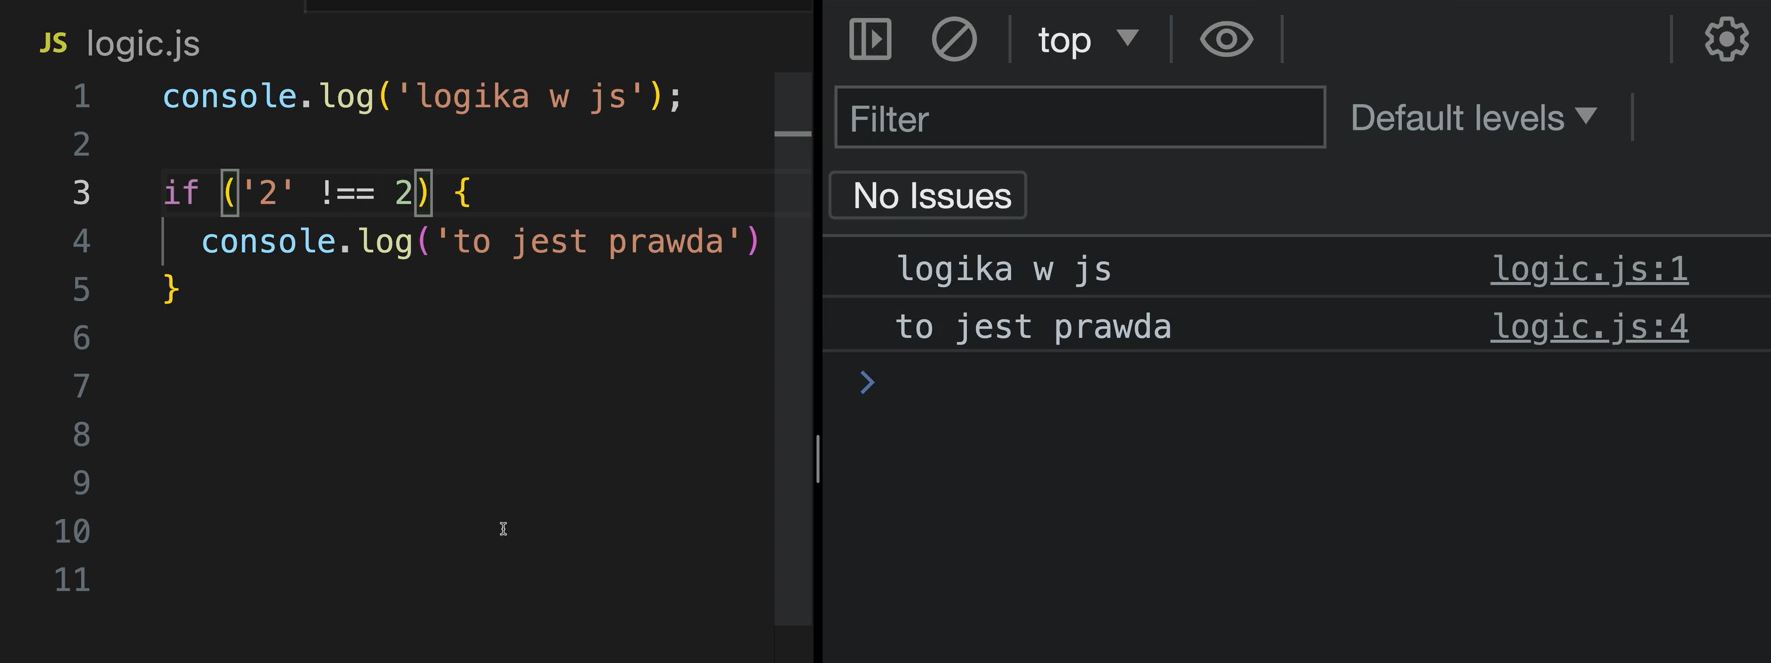 JS logic.js
1 console.log('logika w js');
2
3 if ('2' !== 2) {
4 console.log('to jest prawda')
5 }
6
7
8
9
10
11
top
Filter
Default levels
No Issues
logika w js logic.js:1
to jest prawda logic.js:4